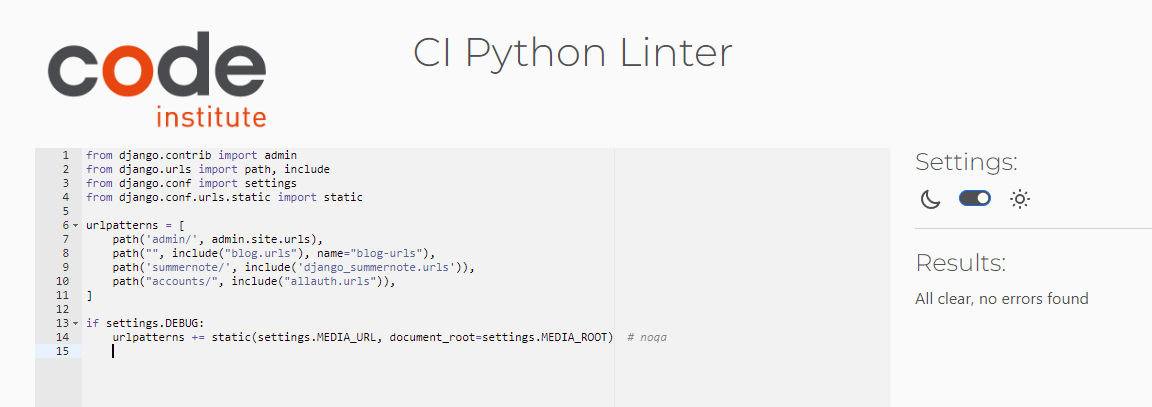 code
institute
CI Python Linter
1 from django.contrib import admin
2 from django.urls import path, include
3 from django.conf import settings
4 from django.conf.urls.static import static
5
6 urlpatterns = [
7     path('admin/', admin.site.urls),
8     path("", include("blog.urls"), name="blog-urls"),
9     path('summernote/', include('django_summernote.urls')),
10     path("accounts/", include("allauth.urls")),
11 ]
12
13 if settings.DEBUG:
14     urlpatterns += static(settings.MEDIA_URL, document_root=settings.MEDIA_ROOT)  # noqa
15
Settings:
Results:
All clear, no errors found